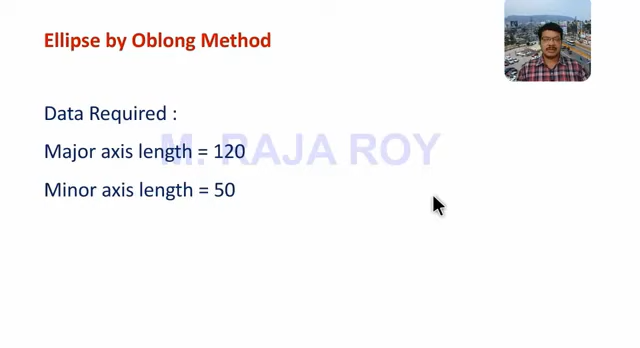 Ellipse by Oblong Method
Data Required :
M. RAJA ROY
Major axis length = 120
Minor axis length = 50